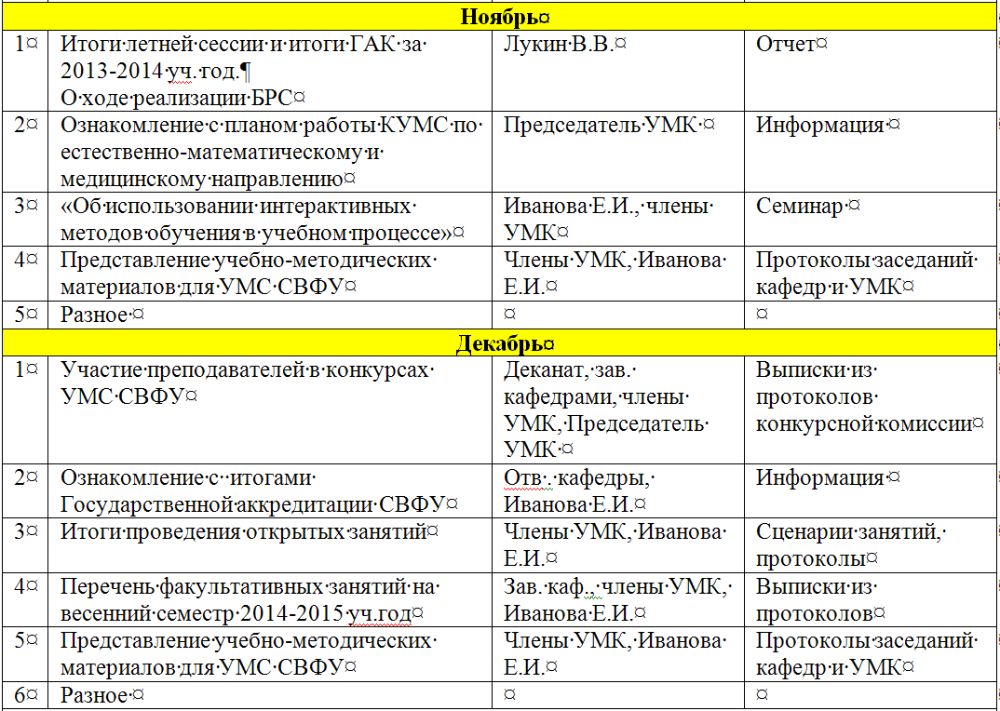 Ноябрь
1 Итоги летней сессии и итоги ГАК за Лукин В.В. Отчет
2013-2014 уч. год.
О ходе реализации БРС
2 Ознакомление с планом работы КУМС по Председатель УМК Информация
естественно-математическому и
медицинскому направлению
3 «Об использовании интерактивных Иванова Е.И., члены Семинар
методов обучения в учебном процессе» УМК
4 Представление учебно-методических Члены УМК, Иванова Протоколы заседаний
материалов для УМС СВФУ Е.И. кафедр и УМК
5 Разное
Декабрь
1 Участие преподавателей в конкурсах Деканат, зав. Выписки из
УМС СВФУ кафедрами, члены протоколов
УМК, Председатель конкурсной комиссии
УМК
2 Ознакомление с итогами Отв . кафедры, Информация
Государственной аккредитации СВФУ Иванова Е.И.
3 Итоги проведения открытых занятий Члены УМК, Иванова Сценарии занятий,
Е.И. протоколы
4 Перечень факультативных занятий на Зав. каф., члены УМК, Выписки из
весенний семестр 2014-2015 уч.год Иванова Е.И. протоколов
5 Представление учебно-методических Члены УМК, Иванова Протоколы заседаний
материалов для УМС СВФУ Е.И. кафедр и УМК
6 Разное